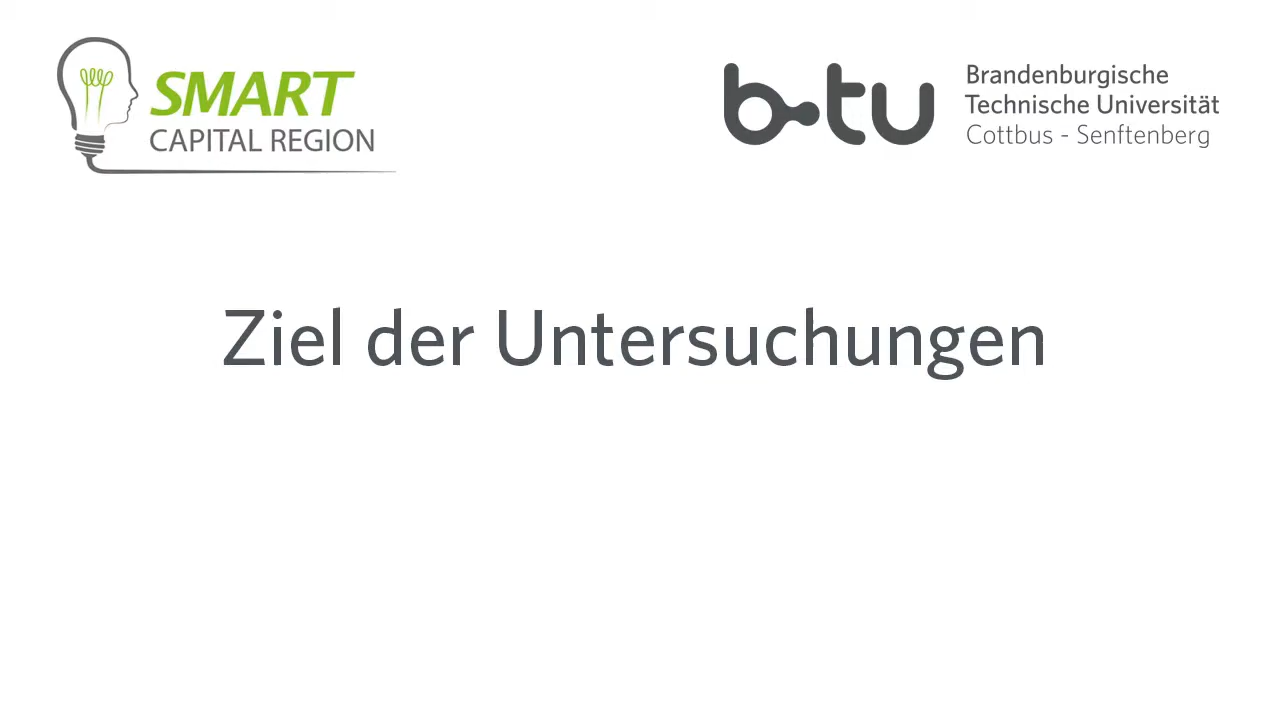 SMART
CAPITAL REGION
b-tu
Brandenburgische
Technische Universität
Cottbus - Senftenberg
Ziel der Untersuchungen